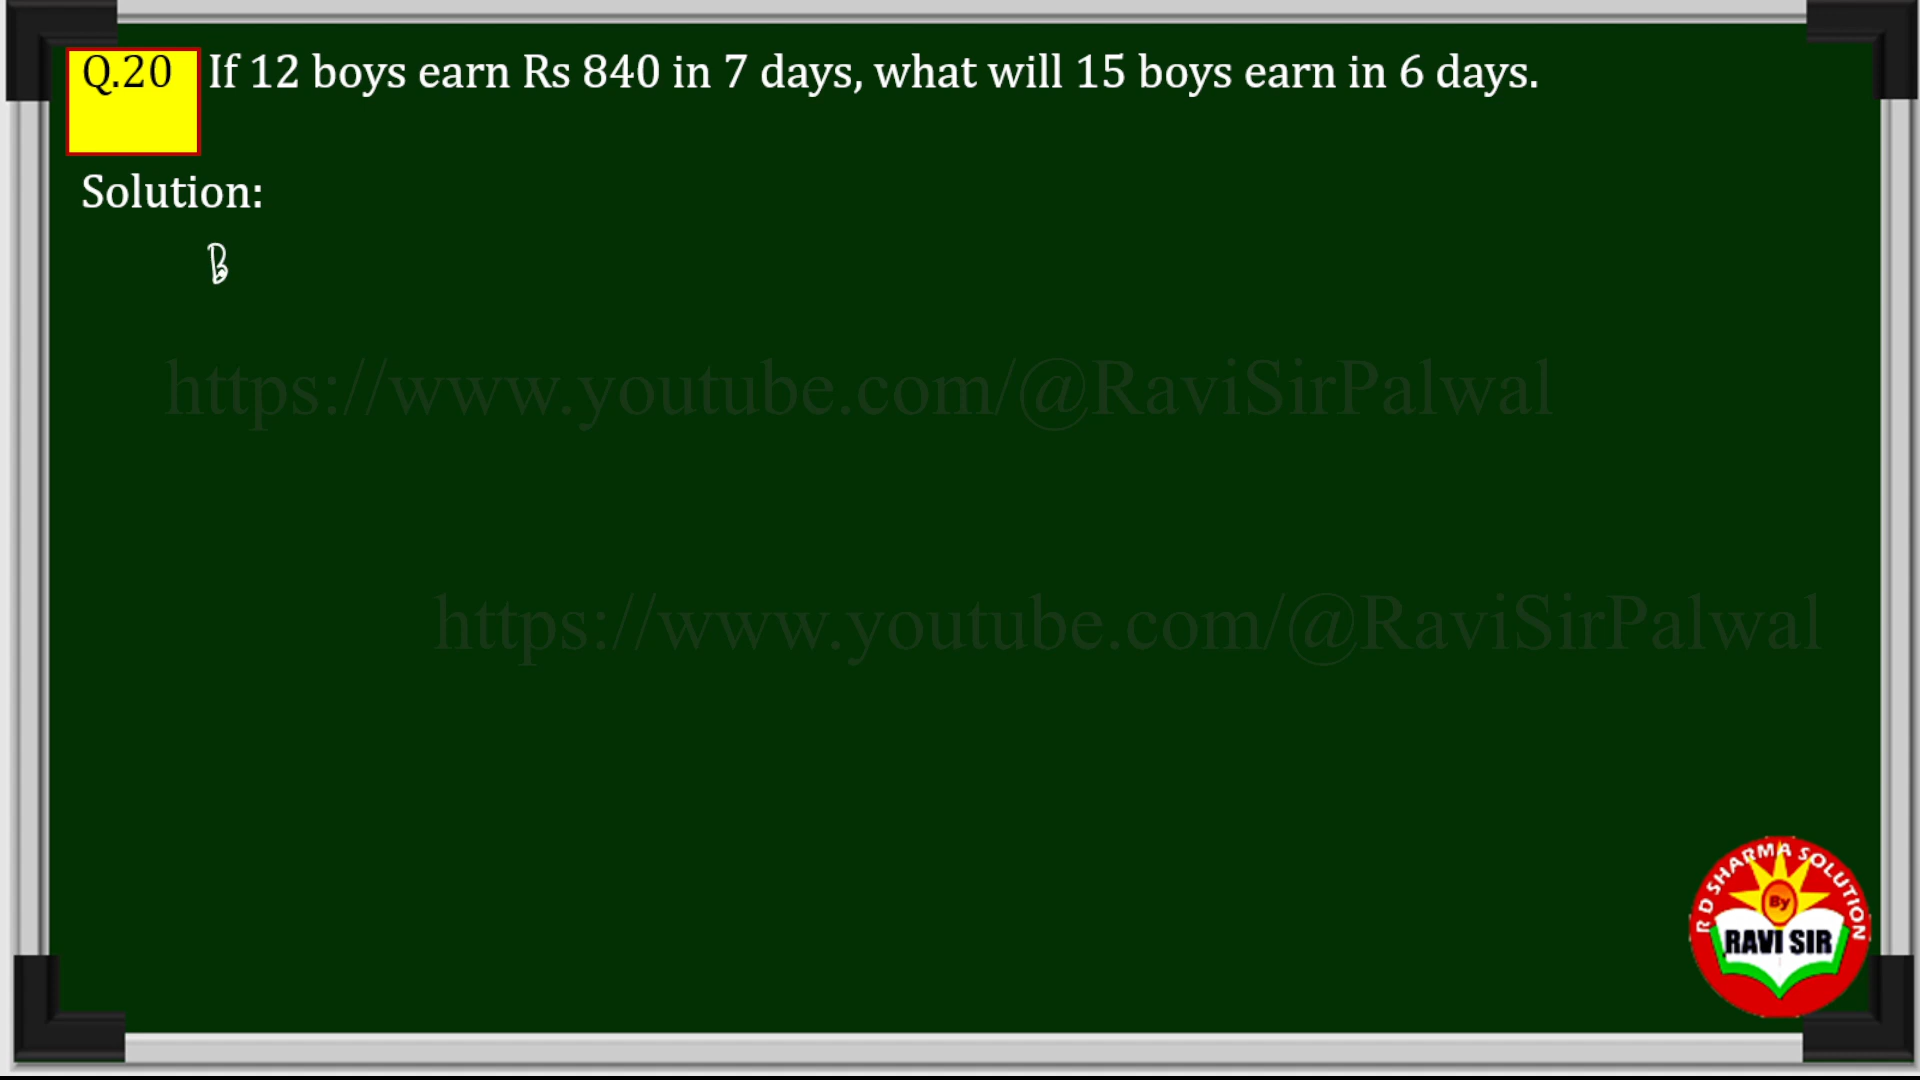 Q.20 If 12 boys earn Rs 840 in 7 days, what will 15 boys earn in 6 days.
Solution:
B
https://www.youtube.com/@RaviSirPalwal
https://www.youtube.com/@RaviSirPalwal
R D SHARMA SOLUTION
By
RAVI SIR